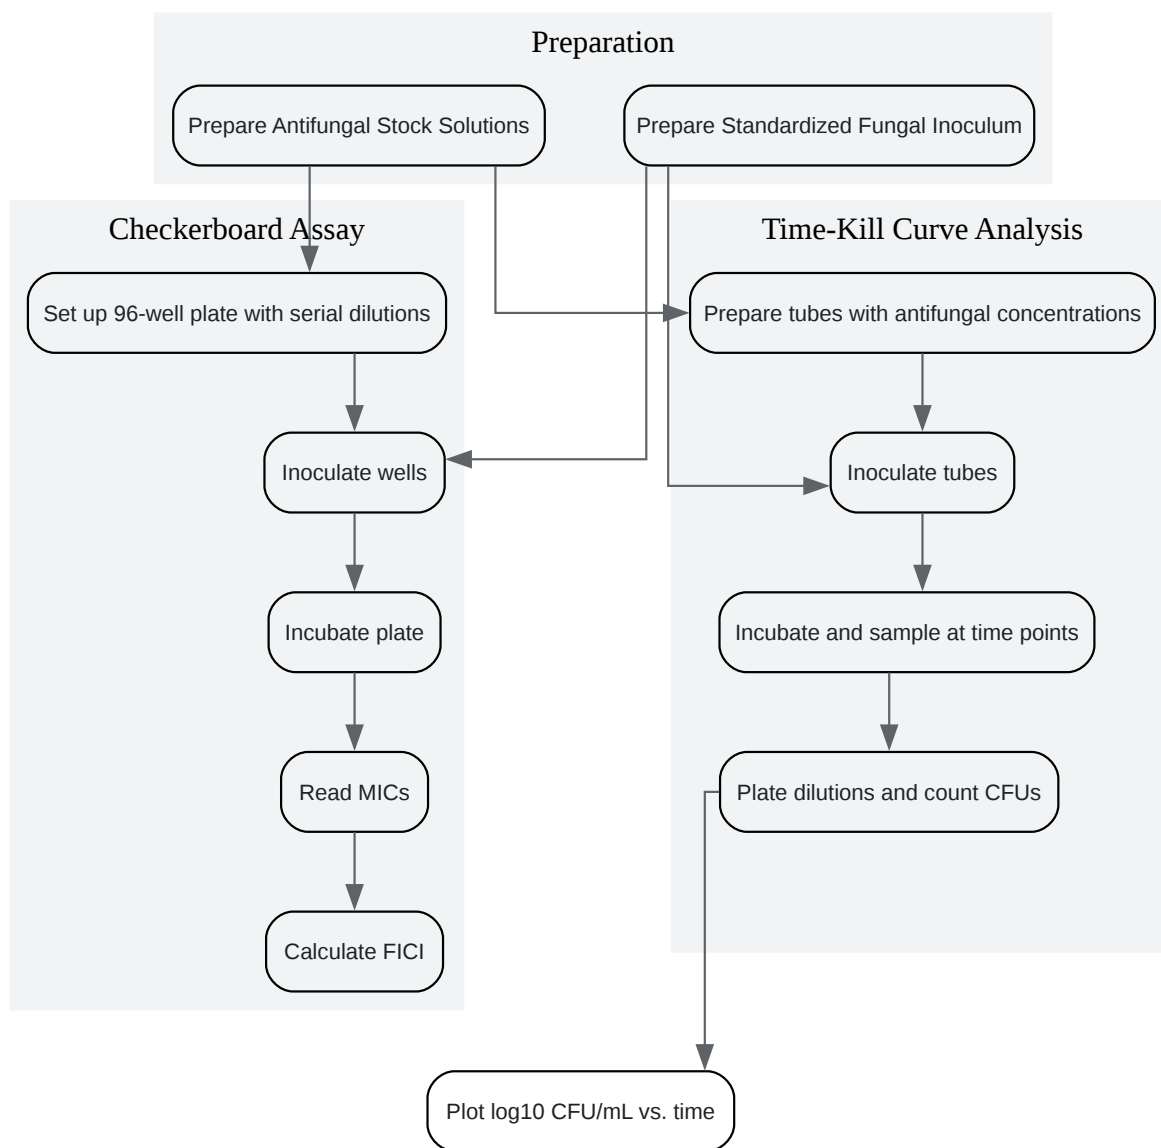 Preparation
Prepare Antifungal Stock Solutions
Prepare Standardized Fungal Inoculum
Checkerboard Assay
Set up 96-well plate with serial dilutions
Inoculate wells
Incubate plate
Read MICs
Calculate FICI
Time-Kill Curve Analysis
Prepare tubes with antifungal concentrations
Inoculate tubes
Incubate and sample at time points
Plate dilutions and count CFUs
Plot log10 CFU/mL vs. time